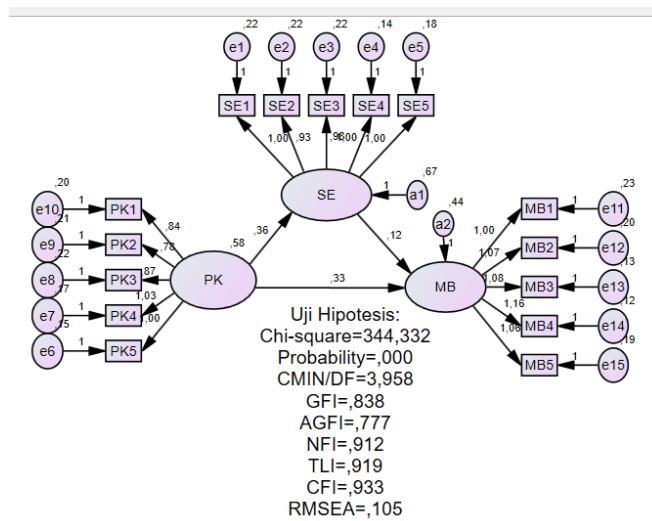 ,22 ,22 ,22 ,14 ,18
e1 e2 e3 e4 e5
1 1 1 1 1
SE1 SE2 SE3 SE4 SE5
1,00 ,93 1,00 1,00
SE
1
a1
,67
,44
a2
1
,36
,12
,58
PK
,33
MB
,20
e10
1
PK1
,84
,21
e9
1
PK2
,78
,22
e8
1
PK3
,87
,17
e7
1
PK4
1,03
,15
e6
1
PK5
1,00
1,00
MB1
1
e11
,23
1,07
MB2
1
e12
,20
1,08
MB3
1
e13
,13
1,16
MB4
1
e14
,12
1,06
MB5
1
e15
,19
Uji Hipotesis:
Chi-square=344,332
Probability=,000
CMIN/DF=3,958
GFI=,838
AGFI=,777
NFI=,912
TLI=,919
CFI=,933
RMSEA=,105